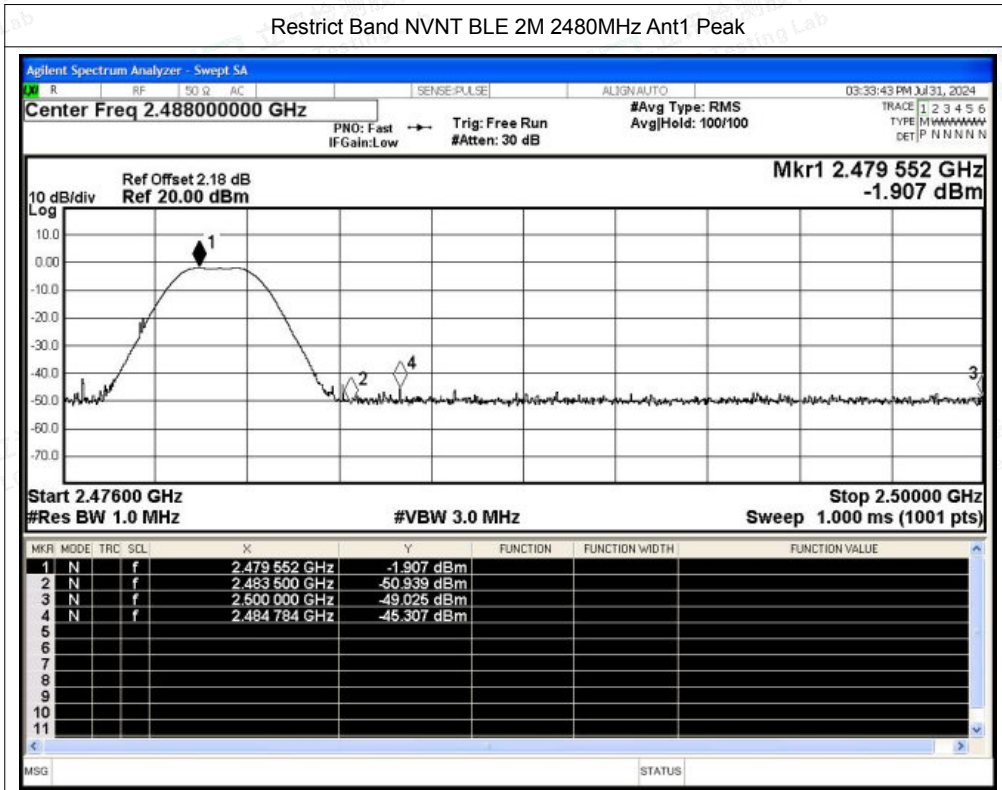 Restrict Band NVNT BLE 2M 2480MHz Ant1 Peak
Agilent Spectrum Analyzer - Swept SA
LXI R RF 50 Ω AC SENSE:PULSE ALIGNAUTO 03:33:43 PM Jul 31, 2024
Center Freq 2.488000000 GHz
PNO: Fast
IFGain:Low
Trig: Free Run
#Atten: 30 dB
#Avg Type: RMS
Avg|Hold: 100/100
TRACE 1 2 3 4 5 6
TYPE MWWWWW
DET P N N N N N
Mkr1 2.479 552 GHz
-1.907 dBm
Ref Offset 2.18 dB
10 dB/div Ref 20.00 dBm
Log
10.0
0.00
-10.0
-20.0
-30.0
-40.0
-50.0
-60.0
-70.0
1
2
4
3
Start 2.47600 GHz Stop 2.50000 GHz
#Res BW 1.0 MHz #VBW 3.0 MHz Sweep 1.000 ms (1001 pts)
MKR MODE TRC SCL X Y FUNCTION FUNCTION WIDTH FUNCTION VALUE
1 N f 2.479 552 GHz -1.907 dBm
2 N f 2.483 500 GHz -50.939 dBm
3 N f 2.500 000 GHz -49.025 dBm
4 N f 2.484 784 GHz -45.307 dBm
5
6
7
8
9
10
11
MSG STATUS